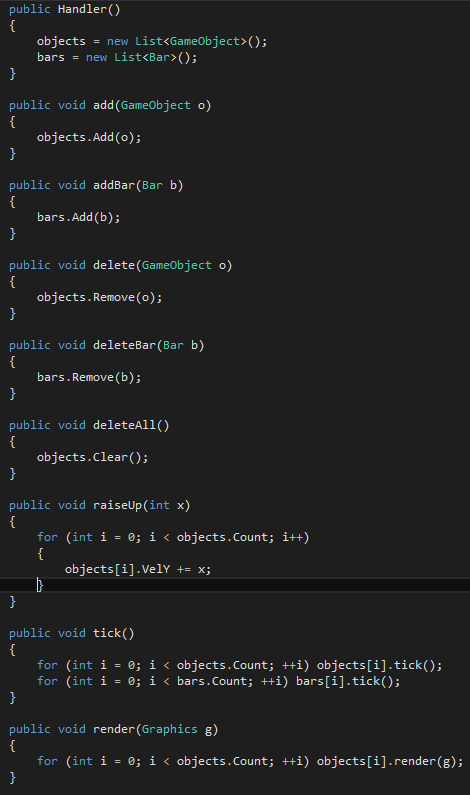 public Handler()
{
    objects = new List<GameObject>();
    bars = new List<Bar>();
}

public void add(GameObject o)
{
    objects.Add(o);
}

public void addBar(Bar b)
{
    bars.Add(b);
}

public void delete(GameObject o)
{
    objects.Remove(o);
}

public void deleteBar(Bar b)
{
    bars.Remove(b);
}

public void deleteAll()
{
    objects.Clear();
}

public void raiseUp(int x)
{
    for (int i = 0; i < objects.Count; i++)
    {
        objects[i].VelY += x;
    }
}

public void tick()
{
    for (int i = 0; i < objects.Count; ++i) objects[i].tick();
    for (int i = 0; i < bars.Count; ++i) bars[i].tick();
}

public void render(Graphics g)
{
    for (int i = 0; i < objects.Count; ++i) objects[i].render(g);
}